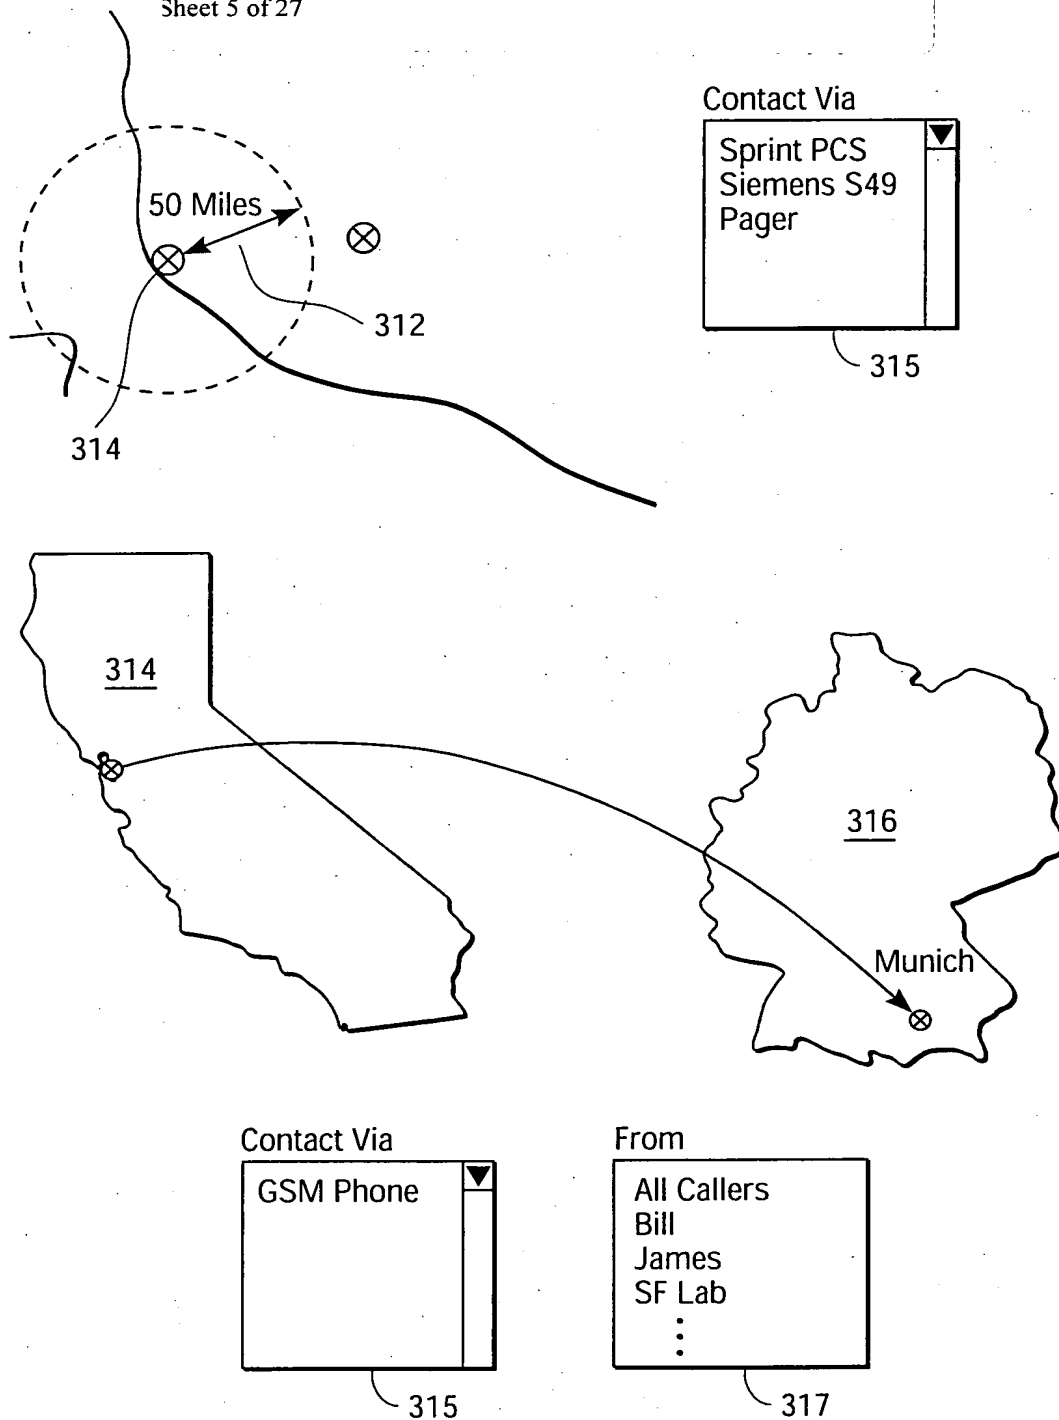 Sheet 5 of 27
Contact Via
Sprint PCS
Siemens S49
Pager
315
50 Miles
312
314
314
316
Munich
Contact Via
GSM Phone
315
From
All Callers
Bill
James
SF Lab
317